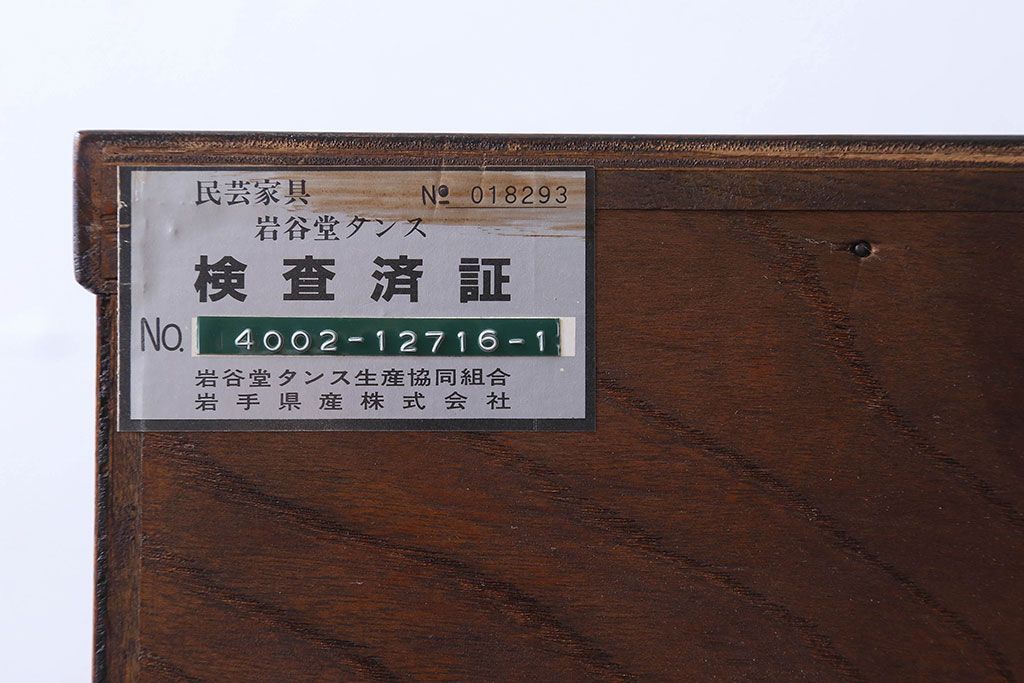 民芸家具 № 018293
岩谷堂タンス
検査済証
No. 4002-12716-1
岩谷堂タンス生産協同組合
岩手県産株式会社